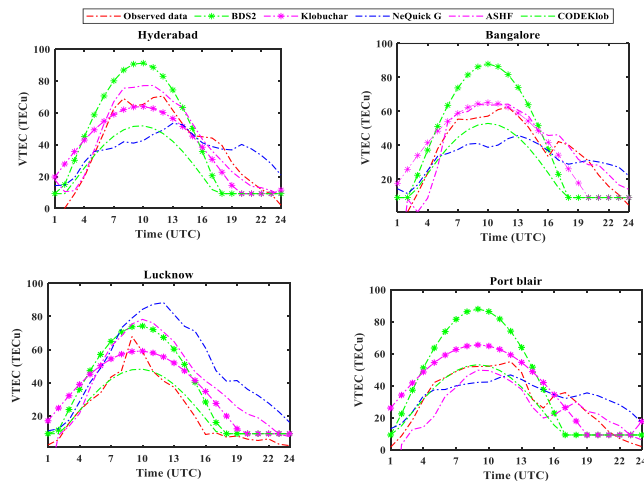 Observed data BDS2 Klobuchar NeQuick G ASHF CODEKlob
Hyderabad
VTEC (TECu)
100
80
60
40
20
0
1 4 7 10 13 16 19 22 24
Time (UTC)
Bangalore
VTEC (TECu)
100
80
60
40
20
1 4 7 10 13 16 19 22 24
Time (UTC)
Lucknow
VTEC (TECu)
100
80
60
40
20
1 4 7 10 13 16 19 22 24
Time (UTC)
Port blair
VTEC (TECu)
100
80
60
40
20
0
1 4 7 10 13 16 19 22 24
Time (UTC)